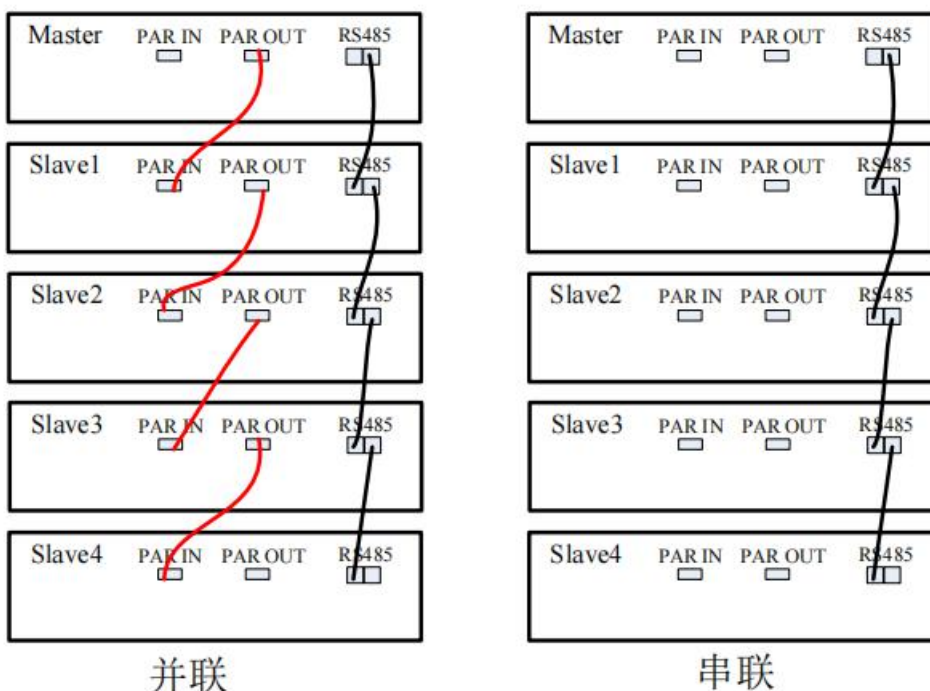 Master PAR IN PAR OUT RS485
Slave1 PAR IN PAR OUT RS485
Slave2 PAR IN PAR OUT RS485
Slave3 PAR IN PAR OUT RS485
Slave4 PAR IN PAR OUT RS485
并联
Master PAR IN PAR OUT RS485
Slave1 PAR IN PAR OUT RS485
Slave2 PAR IN PAR OUT RS485
Slave3 PAR IN PAR OUT RS485
Slave4 PAR IN PAR OUT RS485
串联